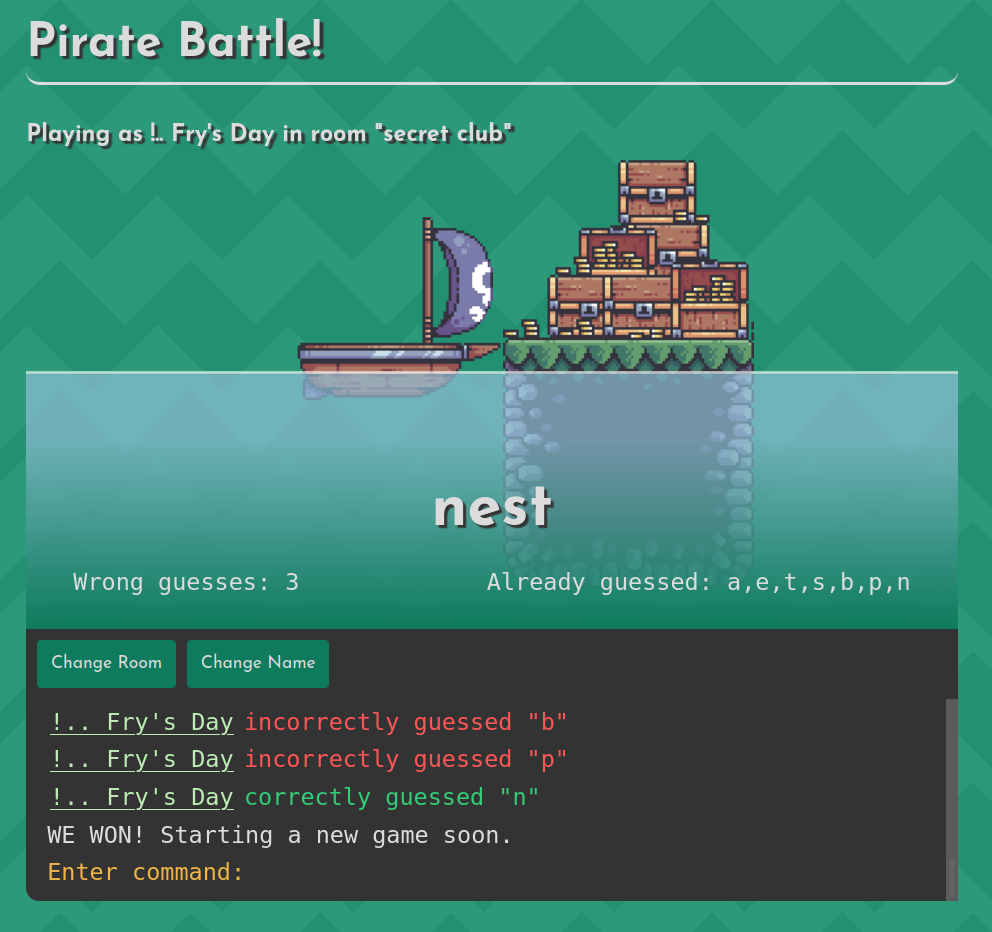 Pirate Battle!
Playing as !.. Fry's Day in room "secret club"
nest
Wrong guesses: 3
Already guessed: a,e,t,s,b,p,n
Change Room
Change Name
!.. Fry's Day incorrectly guessed "b"
!.. Fry's Day incorrectly guessed "p"
!.. Fry's Day correctly guessed "n"
WE WON! Starting a new game soon.
Enter command: